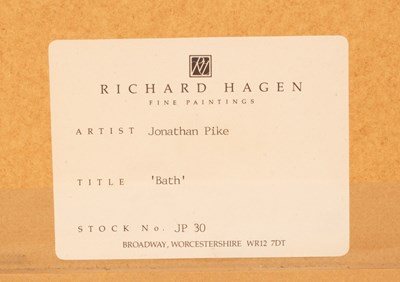 RICHARD HAGEN
FINE PAINTINGS
ARTIST Jonathan Pike
TITLE 'Bath'
STOCK No. JP 30
BROADWAY, WORCESTERSHIRE WR12 7DT